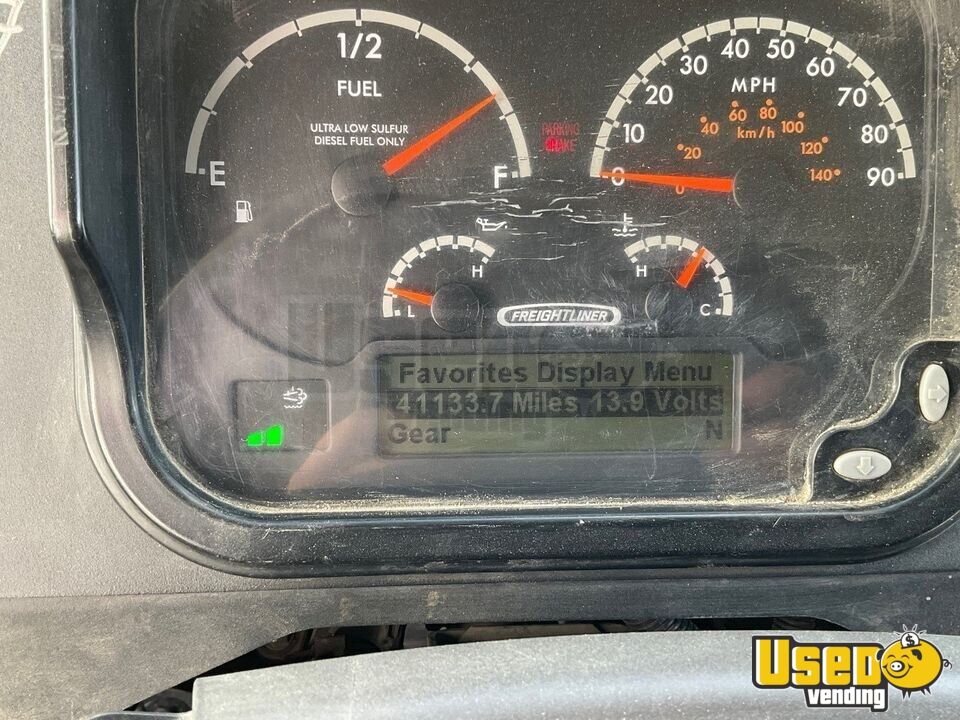 1/2
FUEL
ULTRA LOW SULFUR
DIESEL FUEL ONLY
E
F
PARKING
BRAKE
0 10 20 30 40 50 60 70 80 90
MPH
0 20 40 60 80 100 120 140
km/h
L
H
H
C
FREIGHTLINER
Favorites Display Menu
41133.7 Miles 13.9 Volts
Gear N
USED
vending